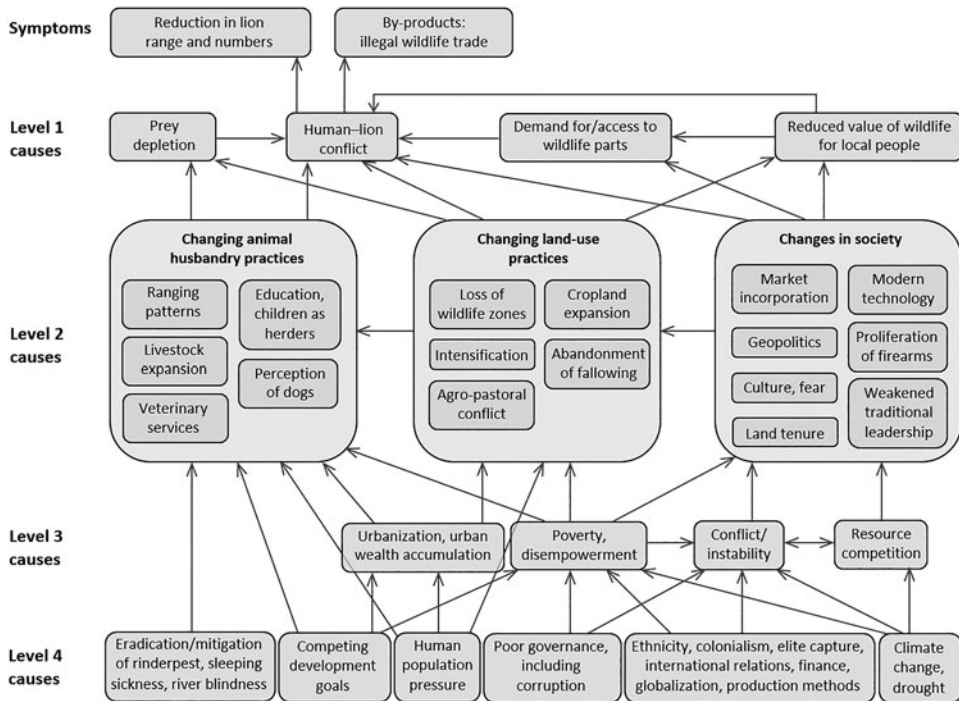 Symptoms
Reduction in lion
range and numbers
By-products:
illegal wildlife trade
Level 1
causes
Prey
depletion
Human–lion
conflict
Demand for/access to
wildlife parts
Reduced value of wildlife
for local people
Level 2
causes
Changing animal
husbandry practices
Ranging
patterns
Education,
children as
herders
Livestock
expansion
Perception
of dogs
Veterinary
services
Changing land-use
practices
Loss of
wildlife zones
Cropland
expansion
Intensification
Abandonment
of fallowing
Agro-pastoral
conflict
Changes in society
Market
incorporation
Modern
technology
Geopolitics
Proliferation
of firearms
Culture, fear
Weakened
traditional
leadership
Land tenure
Level 3
causes
Urbanization, urban
wealth accumulation
Poverty,
disempowerment
Conflict/
instability
Resource
competition
Level 4
causes
Eradication/mitigation
of rinderpest, sleeping
sickness, river blindness
Competing
development
goals
Human
population
pressure
Poor governance,
including
corruption
Ethnicity, colonialism, elite capture,
international relations, finance,
globalization, production methods
Climate
change,
drought